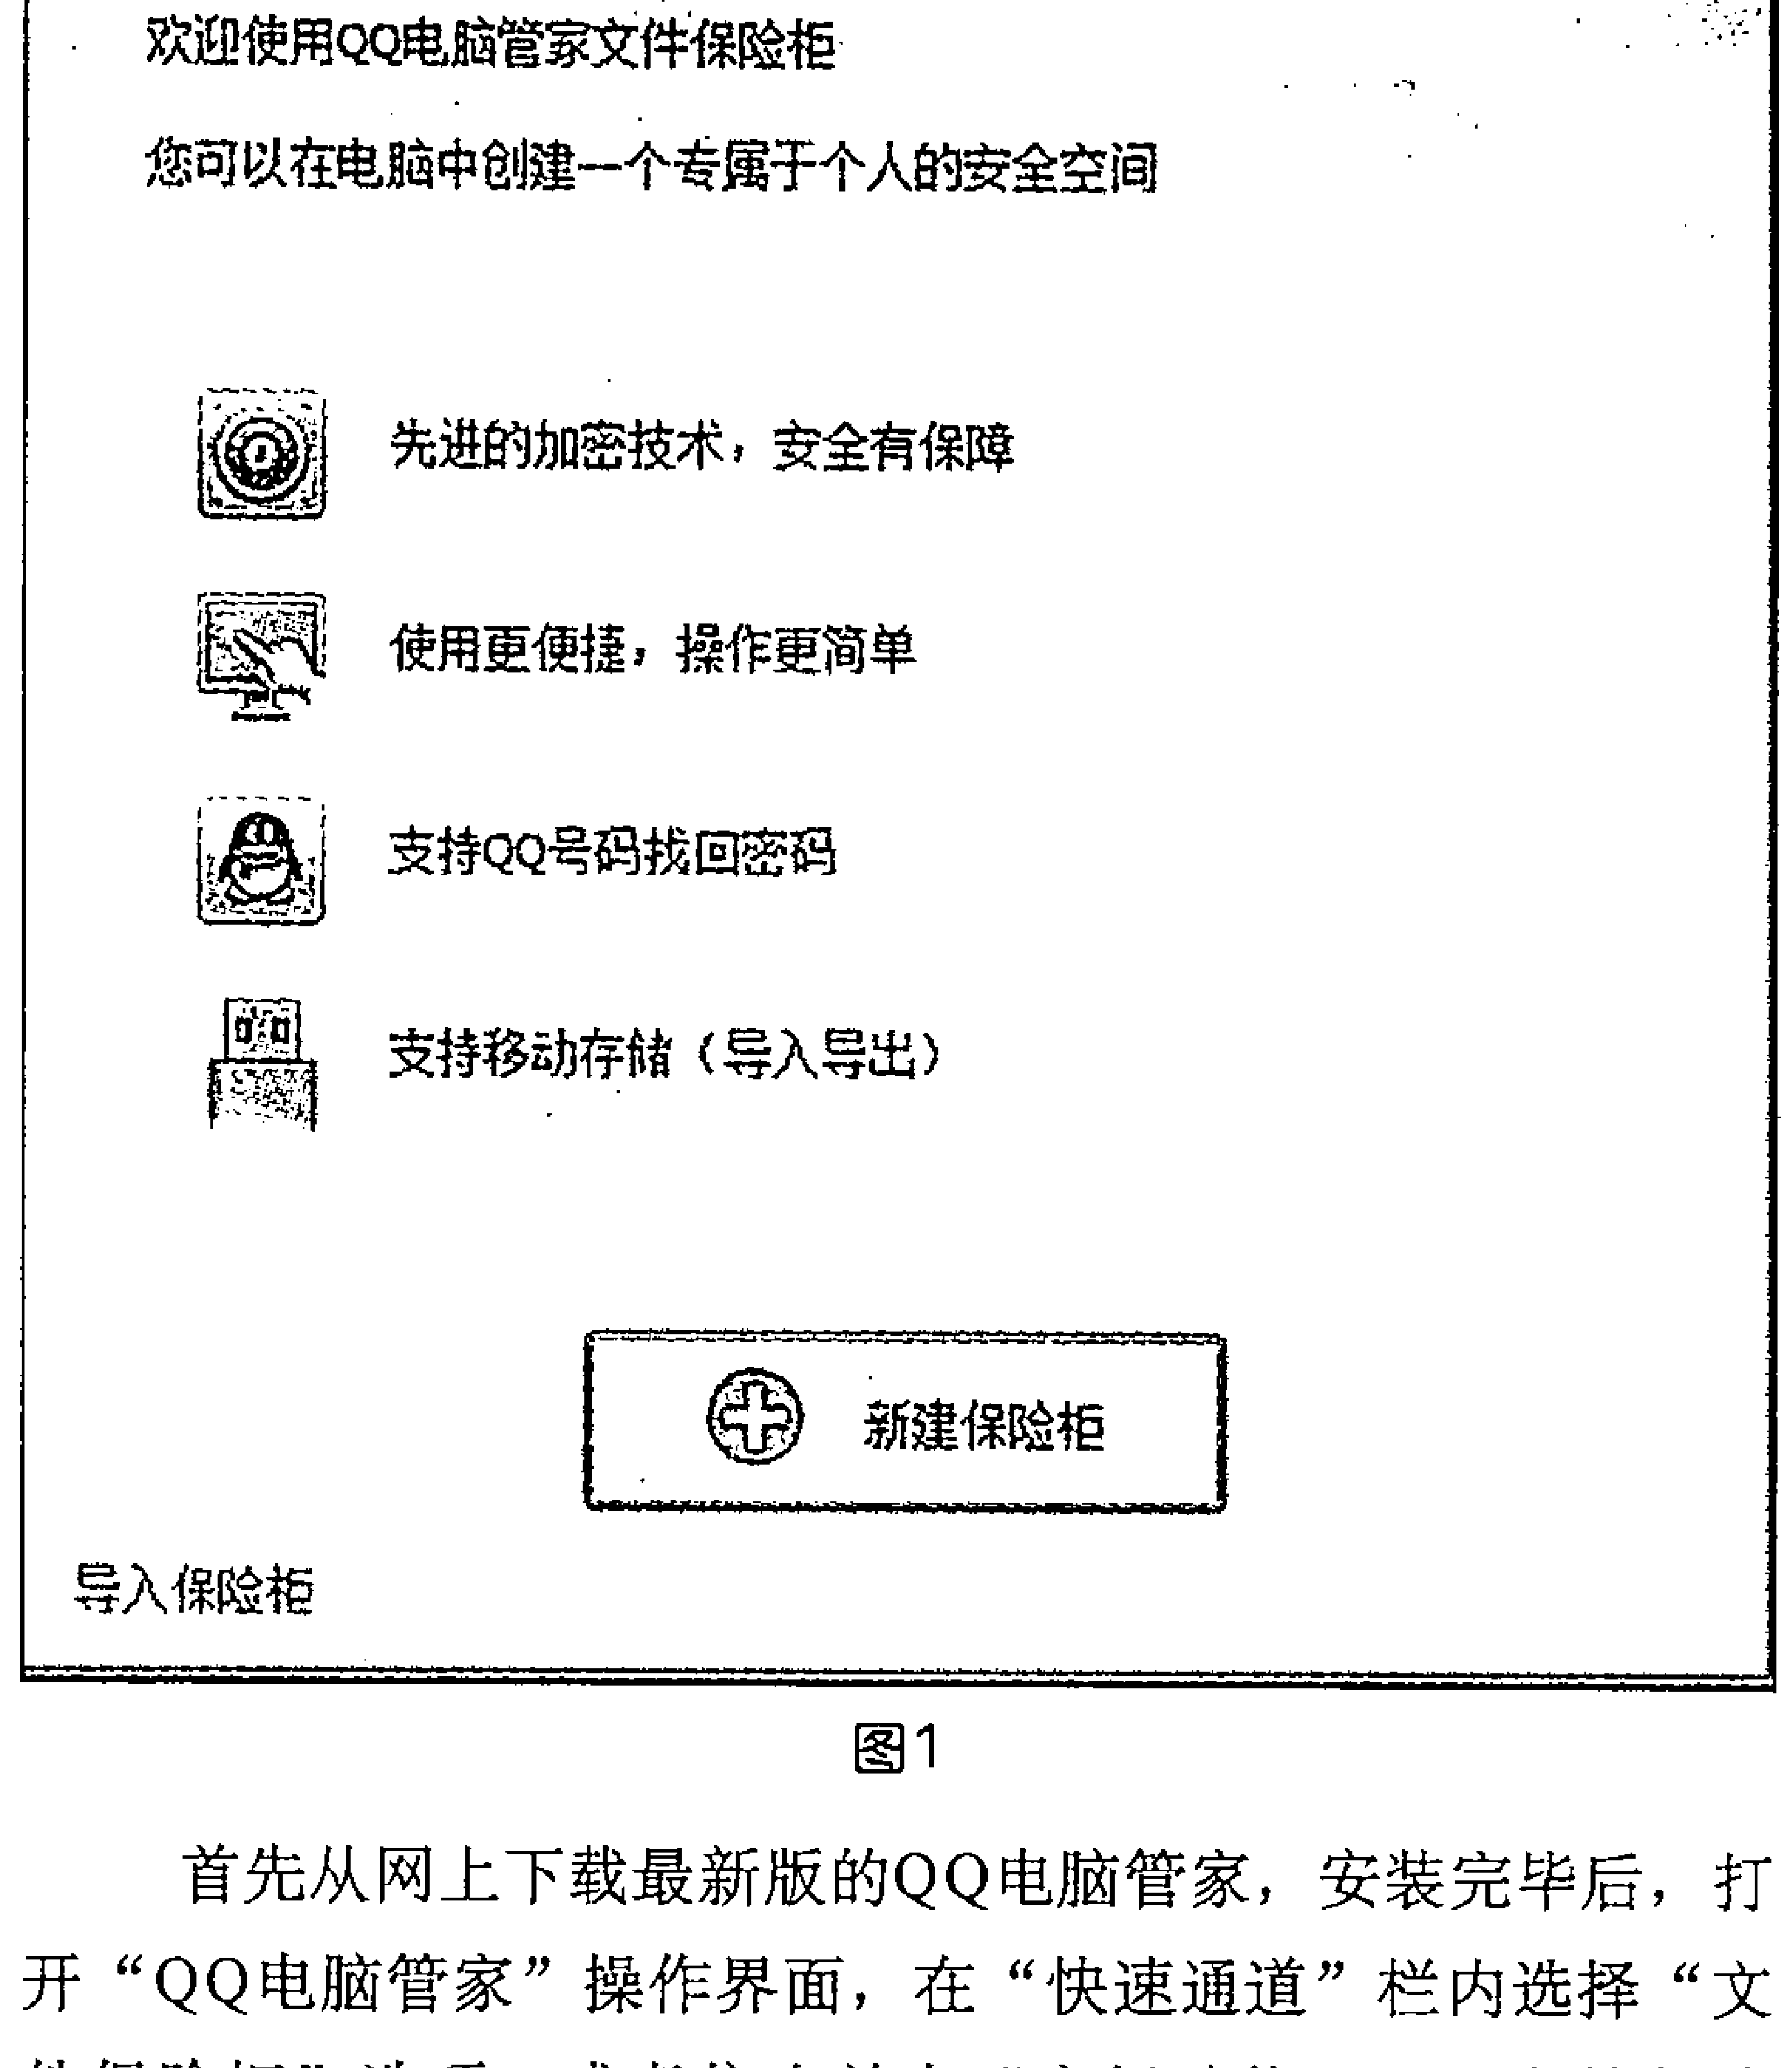 欢迎使用QQ电脑管家文件保险柜
您可以在电脑中创建一个专属于个人的安全空间
先进的加密技术，安全有保障
使用更便捷，操作更简单
支持QQ号码找回密码
支持移动存储（导入导出）
新建保险柜
导入保险柜
图1
首先从网上下载最新版的QQ电脑管家，安装完毕后，打
开“QQ电脑管家”操作界面，在“快速通道”栏内选择“文